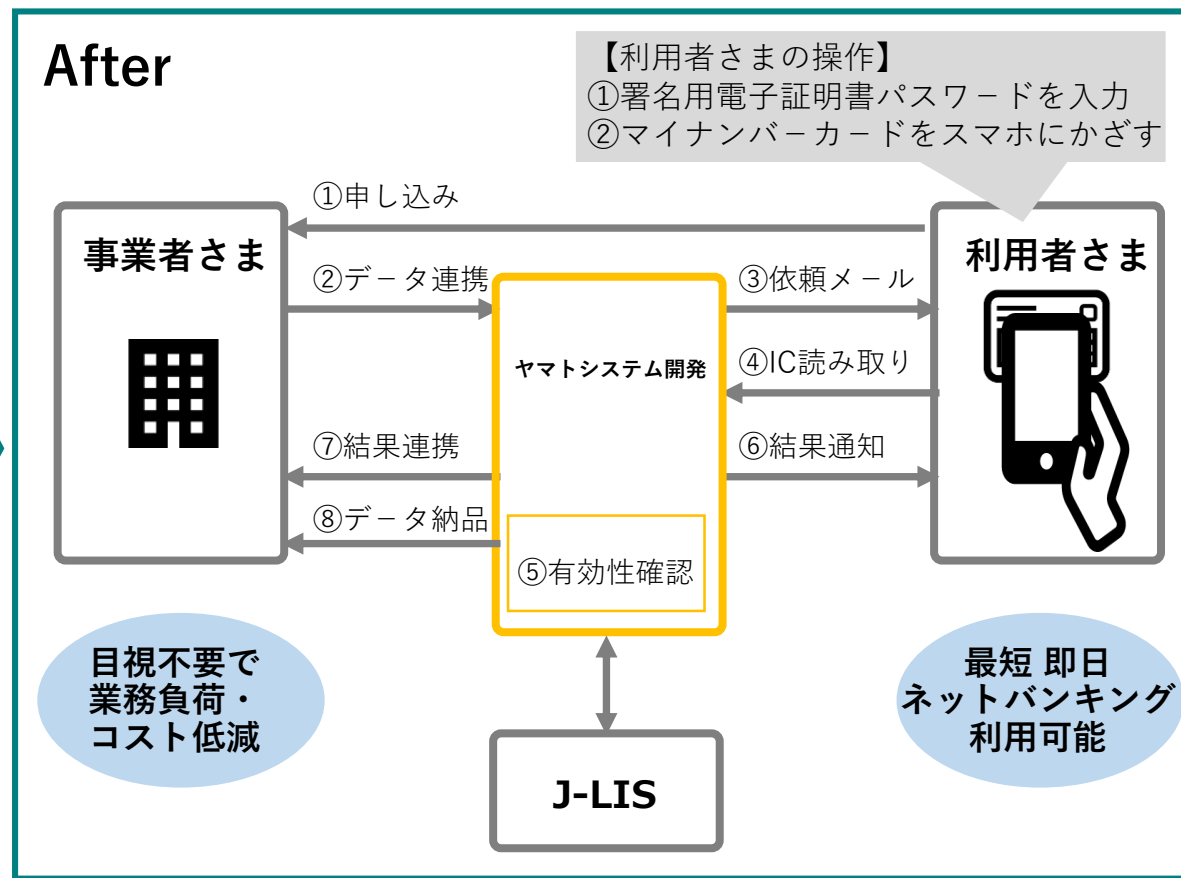 After
【利用者さまの操作】
①署名用電子証明書パスワードを入力
②マイナンバーカードをスマホにかざす
①申し込み
事業者さま
利用者さま
②データ連携
③依頼メール
ヤマトシステム開発
④IC読み取り
⑦結果連携
⑥結果通知
⑧データ納品
⑤有効性確認
目視不要で
業務負荷・
コスト低減
最短 即日
ネットバンキング
利用可能
J-LIS